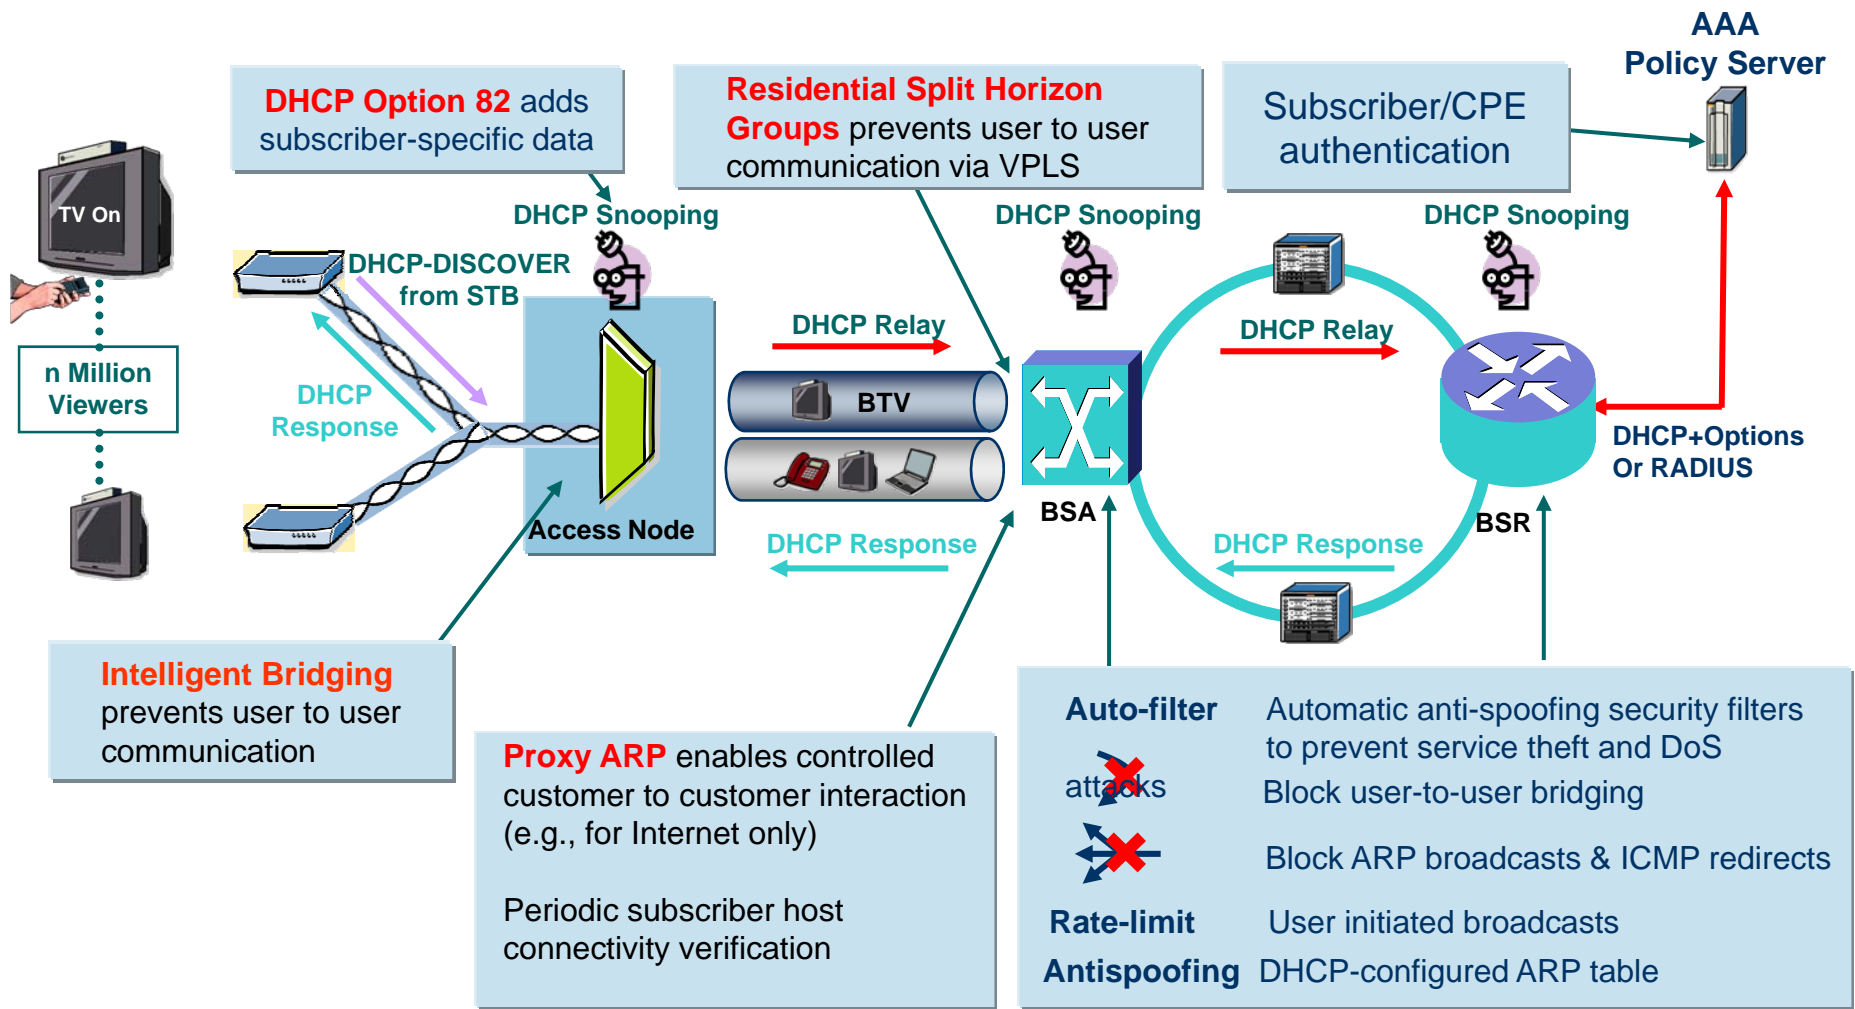 AAA
Policy Server
DHCP Option 82 adds
subscriber-specific data
Residential Split Horizon
Groups prevents user to user
communication via VPLS
Subscriber/CPE
authentication
TV On
DHCP Snooping
DHCP Snooping
DHCP Snooping
DHCP-DISCOVER
from STB
DHCP Relay
DHCP Relay
n Million
Viewers
DHCP
Response
BTV
DHCP+Options
Or RADIUS
Access Node
BSA
BSR
DHCP Response
DHCP Response
Intelligent Bridging
prevents user to user
communication
Proxy ARP enables controlled
customer to customer interaction
(e.g., for Internet only)
Periodic subscriber host
connectivity verification
Auto-filter Automatic anti-spoofing security filters
to prevent service theft and DoS
attacks Block user-to-user bridging
Block ARP broadcasts & ICMP redirects
Rate-limit User initiated broadcasts
Antispoofing DHCP-configured ARP table